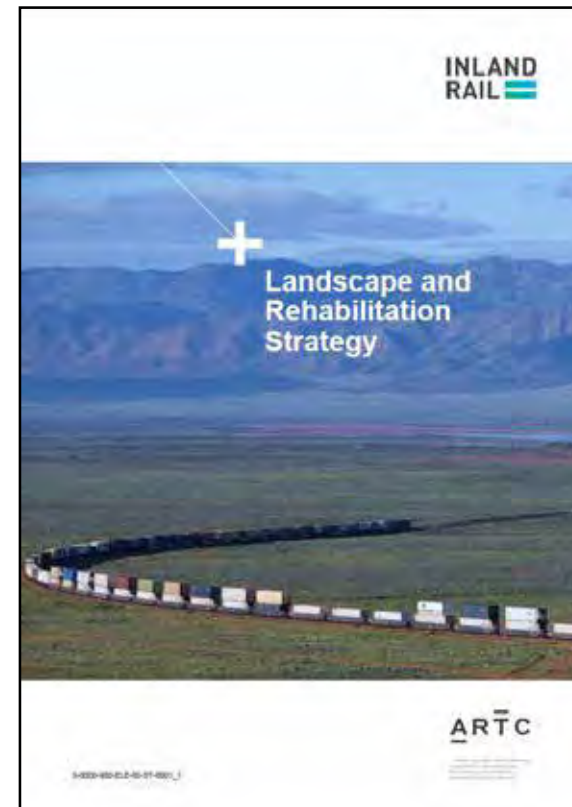 INLAND
RAIL
Landscape and
Rehabilitation
Strategy
ARTC